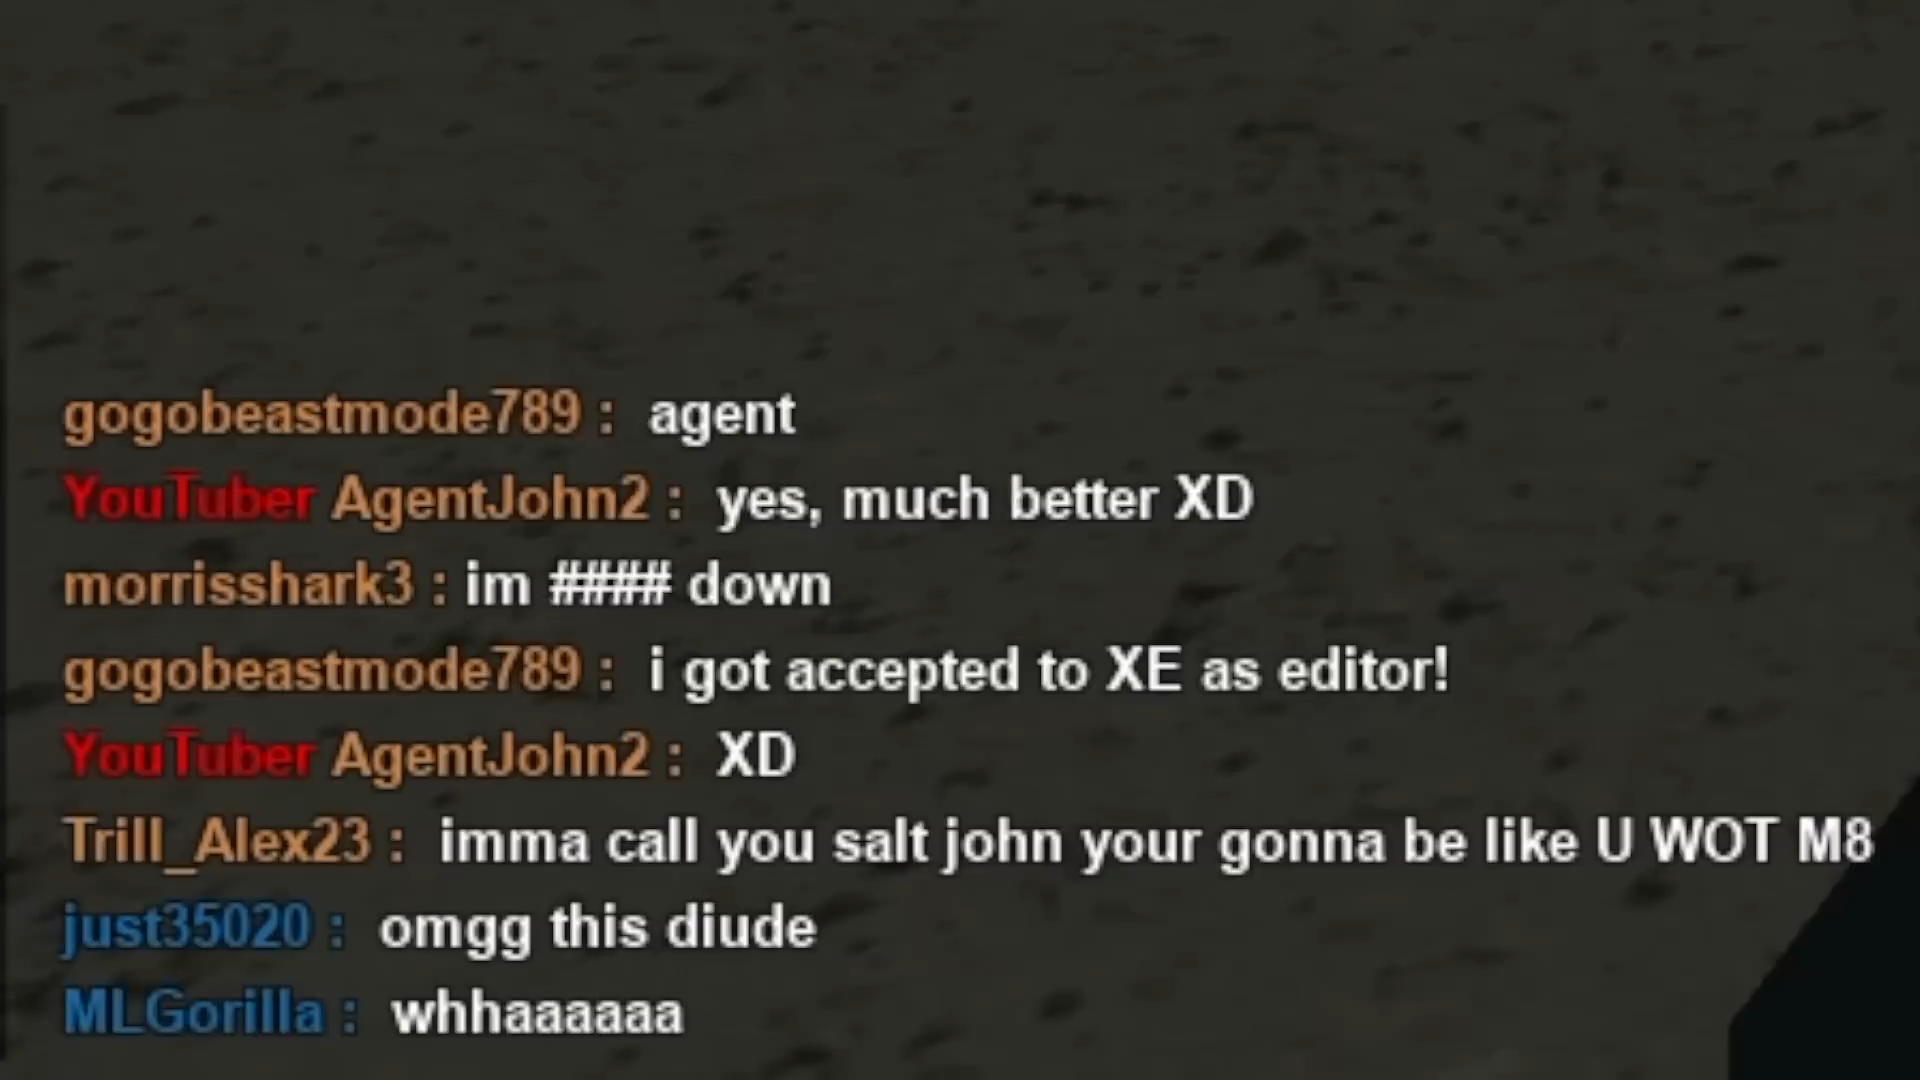 gogobeastmode789 : agent
YouTuber AgentJohn2 : yes, much better XD
morrisshark3 : im #### down
gogobeastmode789 : i got accepted to XE as editor!
YouTuber AgentJohn2 : XD
Trill_Alex23 : imma call you salt john your gonna be like U WOT M8
just35020 : omgg this diude
MLGorilla : whhaaaaaa